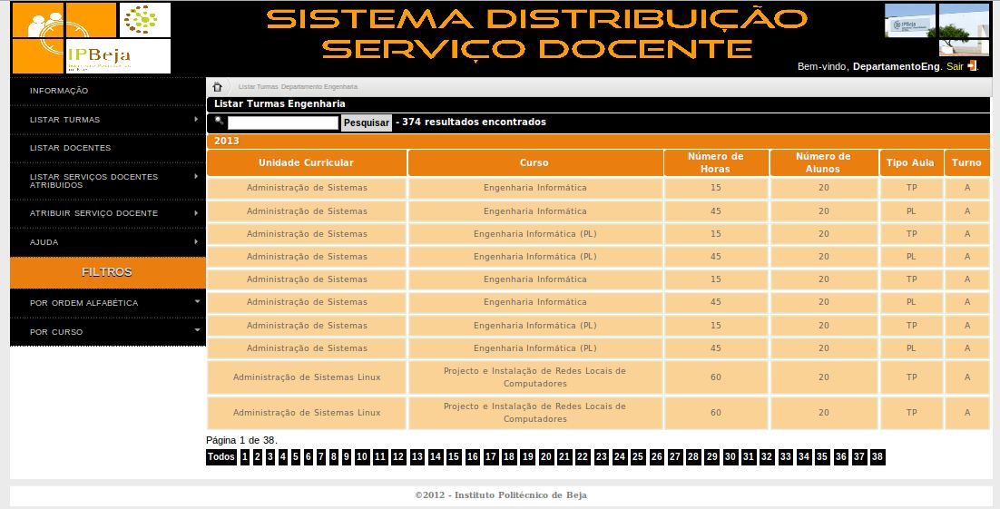 SISTEMA DISTRIBUIÇÃO
SERVIÇO DOCENTE
IPBeja
IPBeja
Bem-vindo, DepartamentoEng. Sair .
INFORMAÇÃO
LISTAR TURMAS
LISTAR DOCENTES
LISTAR SERVIÇOS DOCENTES
ATRIBUIDOS
ATRIBUIR SERVIÇO DOCENTE
AJUDA
FILTROS
POR ORDEM ALFABÉTICA
POR CURSO
Listar Turmas Departamento Engenharia
Listar Turmas Engenharia
Pesquisar - 374 resultados encontrados
2013
Unidade Curricular Curso Número de Horas Número de Alunos Tipo Aula Turno
Administração de Sistemas Engenharia Informática 15 20 TP A
Administração de Sistemas Engenharia Informática 45 20 PL A
Administração de Sistemas Engenharia Informática (PL) 15 20 TP A
Administração de Sistemas Engenharia Informática (PL) 45 20 PL A
Administração de Sistemas Engenharia Informática 15 20 TP A
Administração de Sistemas Engenharia Informática 45 20 PL A
Administração de Sistemas Engenharia Informática (PL) 15 20 TP A
Administração de Sistemas Engenharia Informática (PL) 45 20 PL A
Administração de Sistemas Linux Projecto e Instalação de Redes Locais de Computadores 60 20 TP A
Administração de Sistemas Linux Projecto e Instalação de Redes Locais de Computadores 60 20 TP A
Página 1 de 38.
Todos 1 2 3 4 5 6 7 8 9 10 11 12 13 14 15 16 17 18 19 20 21 22 23 24 25 26 27 28 29 30 31 32 33 34 35 36 37 38
©2012 - Instituto Politécnico de Beja